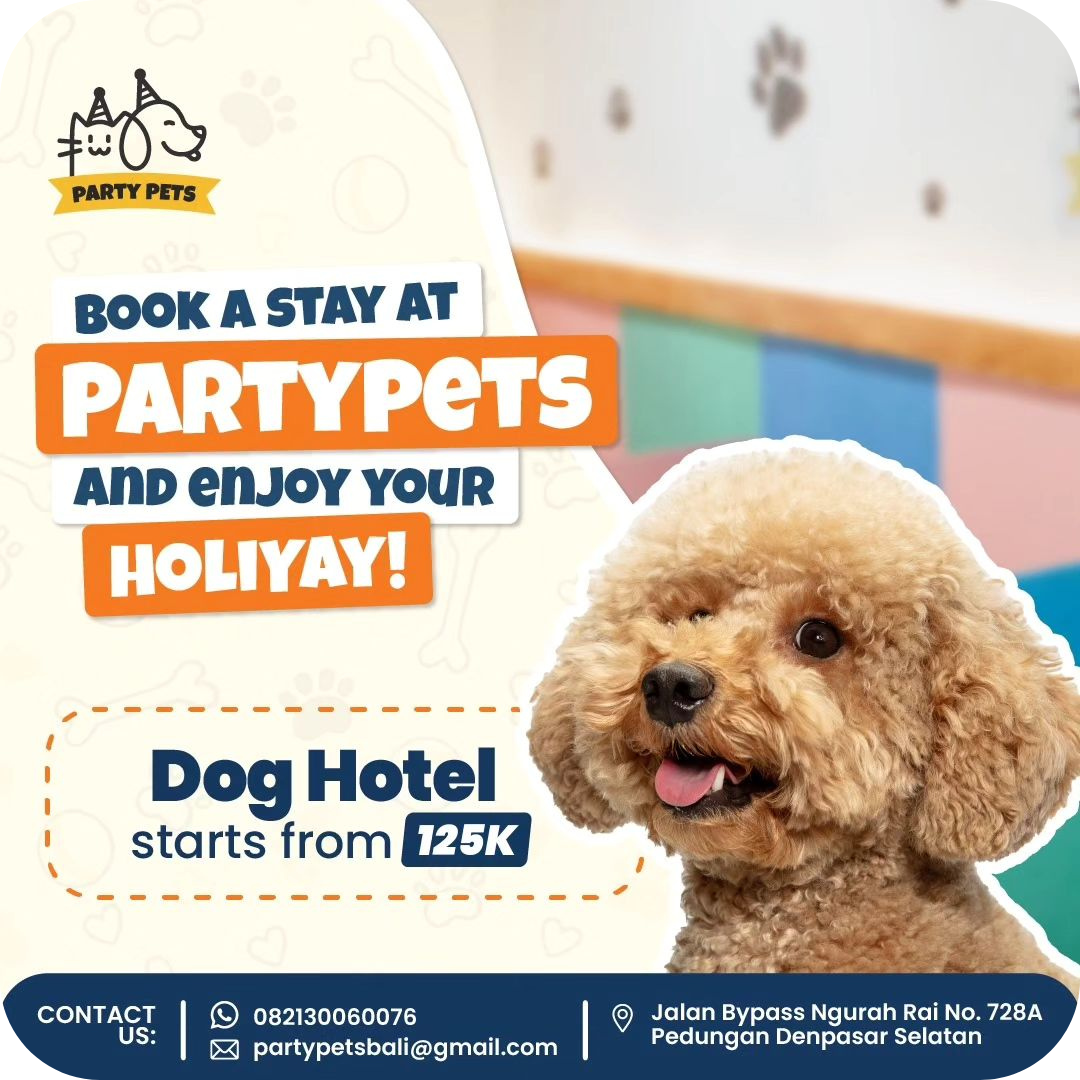 PARTY PETS
BOOK A STAY AT
PARTYPETS
AND ENJOY YOUR
HOLIYAY!
Dog Hotel
starts from 125K
CONTACT US:
082130060076
partypetsbali@gmail.com
Jalan Bypass Ngurah Rai No. 728A
Pedungan Denpasar Selatan